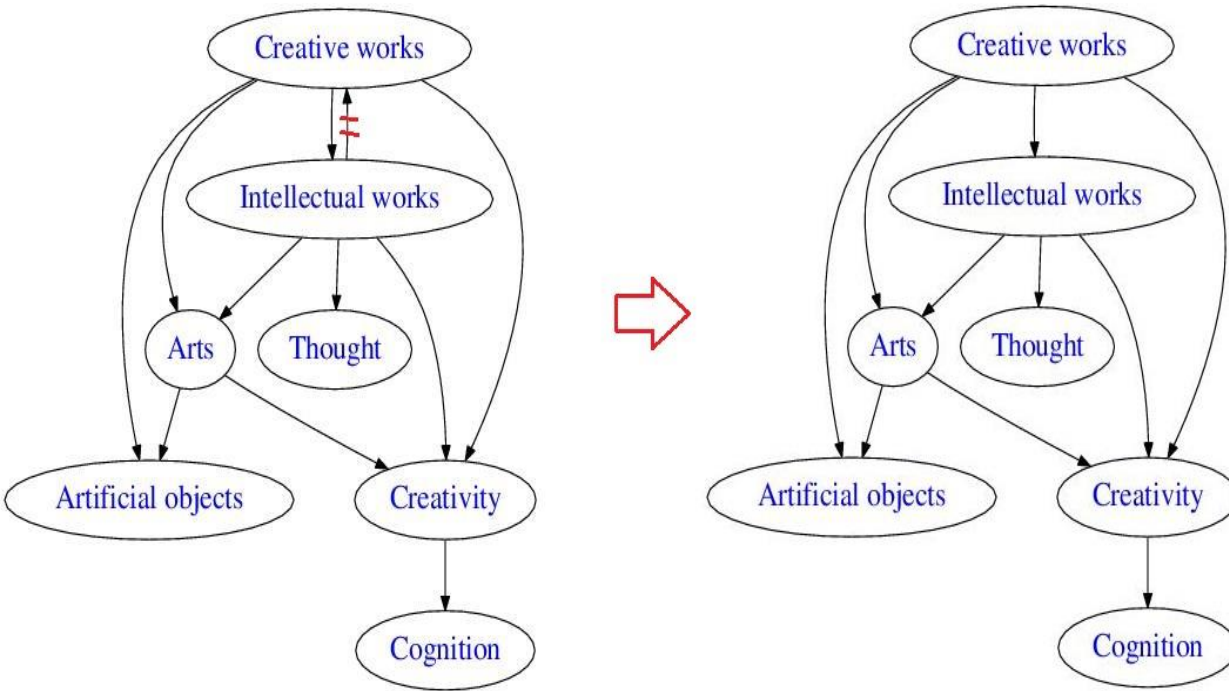 Creative works
Intellectual works
Arts
Thought
Artificial objects
Creativity
Cognition
Creative works
Intellectual works
Arts
Thought
Artificial objects
Creativity
Cognition